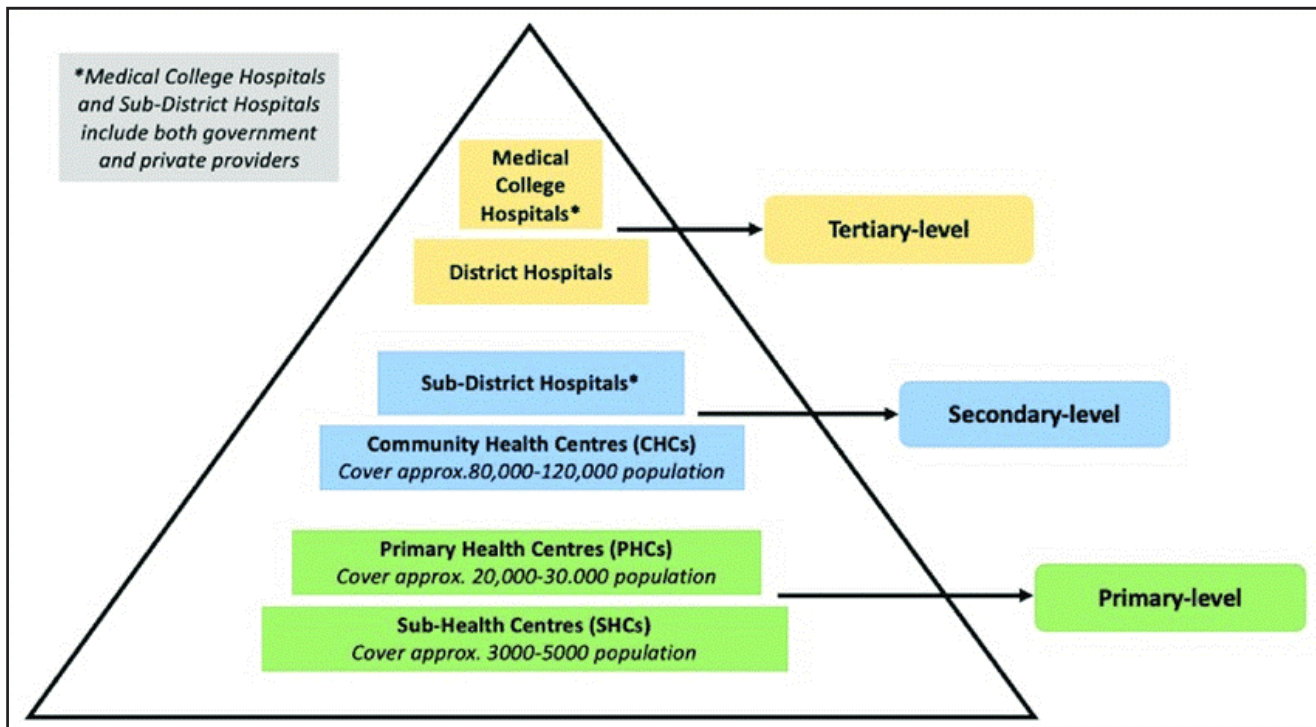 *Medical College Hospitals
and Sub-District Hospitals
include both government
and private providers
Medical
College
Hospitals*
Tertiary-level
District Hospitals
Sub-District Hospitals*
Secondary-level
Community Health Centres (CHCs)
Cover approx.80,000-120,000 population
Primary Health Centres (PHCs)
Cover approx. 20,000-30.000 population
Primary-level
Sub-Health Centres (SHCs)
Cover approx. 3000-5000 population